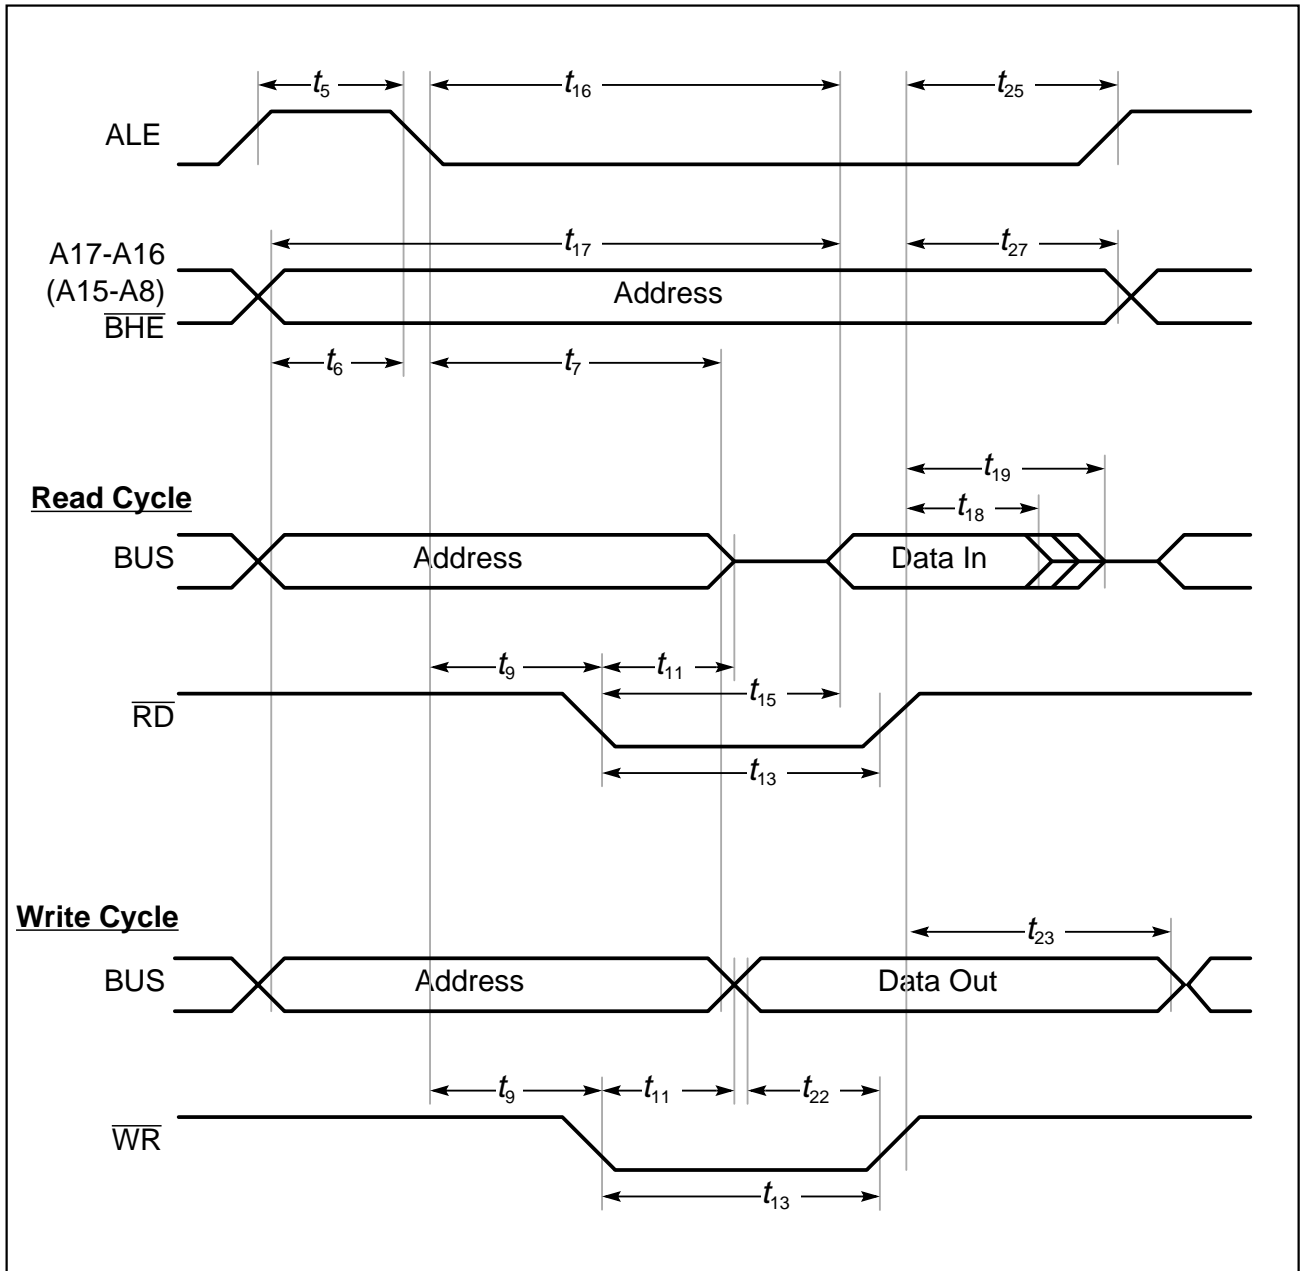 t5
t16
t25
ALE
A17-A16
(A15-A8)
BHE
t17
t27
Address
t6
t7
t19
t18
Read Cycle
BUS
Address
Data In
t9
t11
t15
RD
t13
Write Cycle
t23
BUS
Address
Data Out
t9
t11
t22
WR
t13